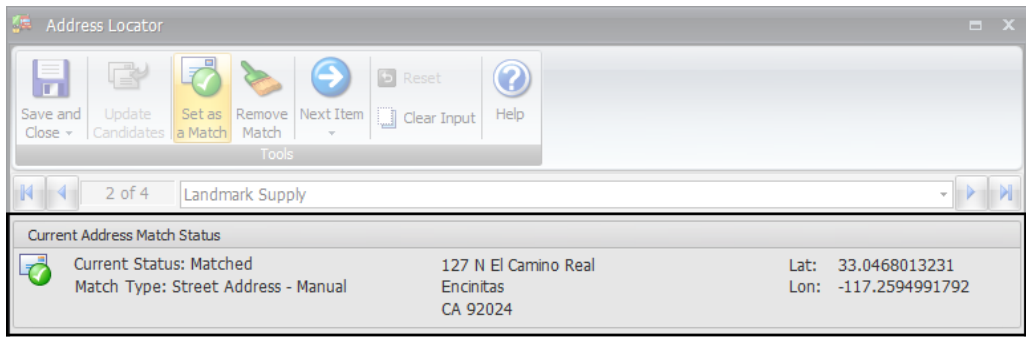 Address Locator
Save and Close
Update Candidates
Set as a Match
Remove Match
Next Item
Reset
Clear Input
Help
Tools
2 of 4
Landmark Supply
Current Address Match Status
Current Status: Matched
127 N El Camino Real
Lat: 33.0468013231
Match Type: Street Address - Manual
Encinitas
Lon: -117.2594991792
CA 92024